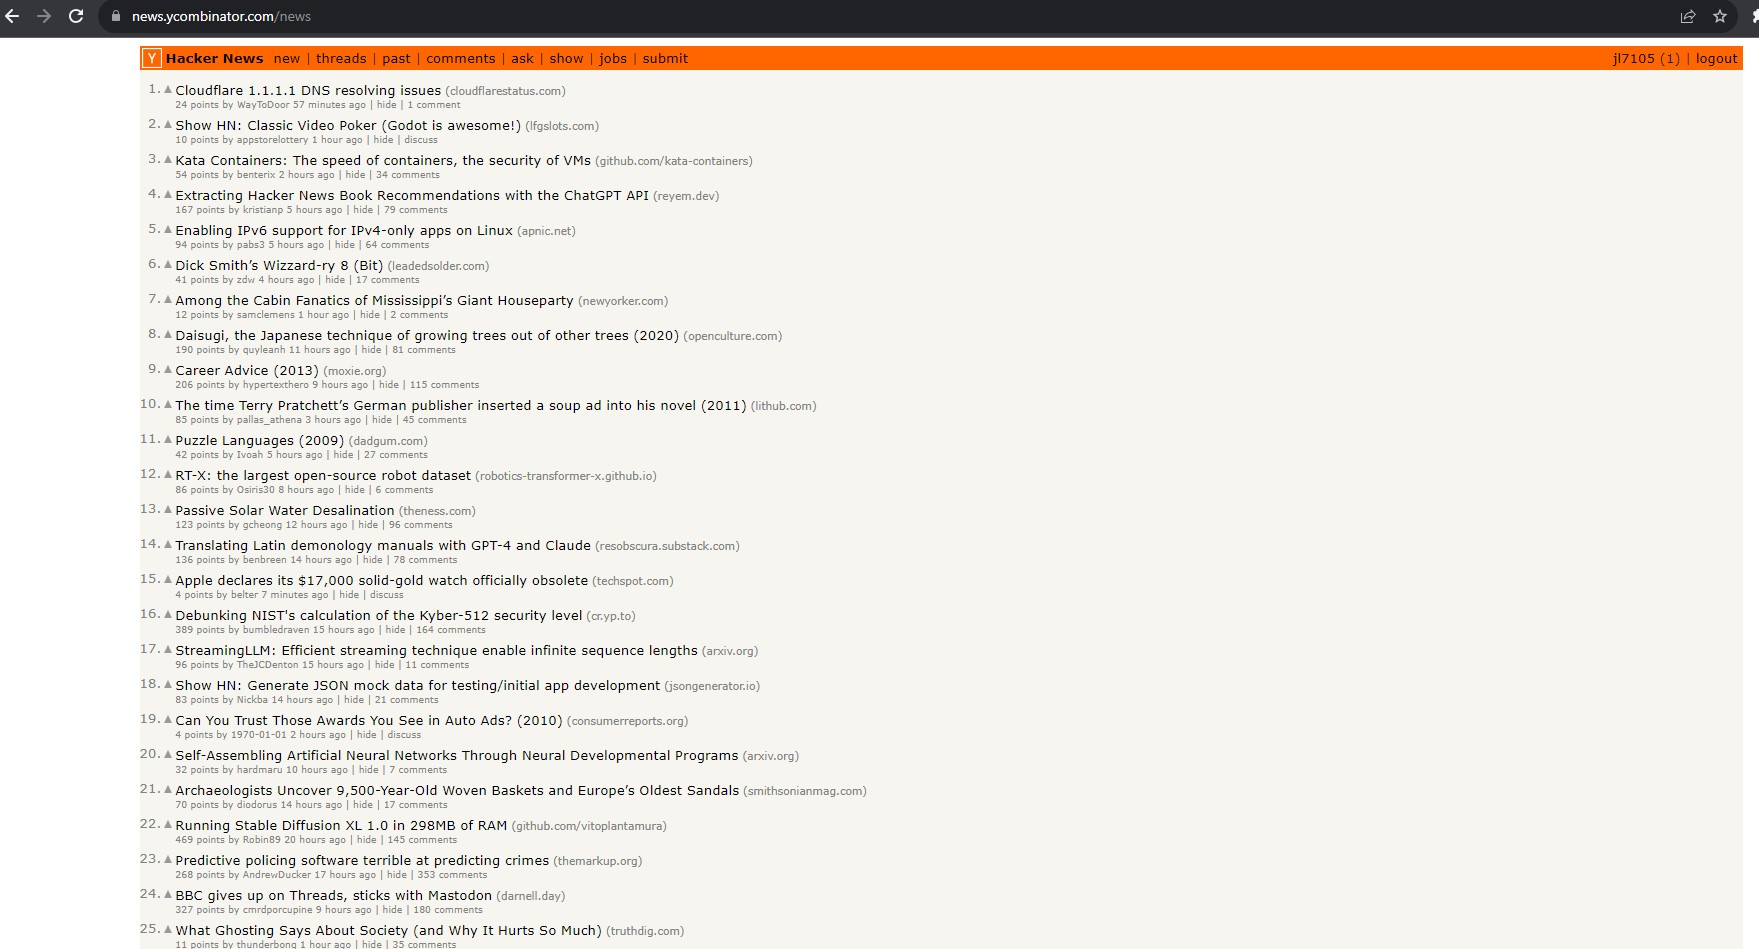 news.ycombinator.com/news
Y Hacker News new | threads | past | comments | ask | show | jobs | submit jl7105 (1) | logout
1. Cloudflare 1.1.1.1 DNS resolving issues (cloudflarestatus.com)
24 points by WayToDoor 57 minutes ago | hide | 1 comment
2. Show HN: Classic Video Poker (Godot is awesome!) (lfgslots.com)
10 points by appstorelottery 1 hour ago | hide | discuss
3. Kata Containers: The speed of containers, the security of VMs (github.com/kata-containers)
54 points by benterix 2 hours ago | hide | 34 comments
4. Extracting Hacker News Book Recommendations with the ChatGPT API (reyem.dev)
167 points by kristianp 5 hours ago | hide | 79 comments
5. Enabling IPv6 support for IPv4-only apps on Linux (apnic.net)
94 points by pabs3 5 hours ago | hide | 64 comments
6. Dick Smith’s Wizzard-ry 8 (Bit) (leadedsolder.com)
41 points by zdw 4 hours ago | hide | 17 comments
7. Among the Cabin Fanatics of Mississippi’s Giant Houseparty (newyorker.com)
12 points by samclemens 1 hour ago | hide | 2 comments
8. Daisugi, the Japanese technique of growing trees out of other trees (2020) (openculture.com)
190 points by quyleanh 11 hours ago | hide | 81 comments
9. Career Advice (2013) (moxie.org)
206 points by hypertexthero 9 hours ago | hide | 115 comments
10. The time Terry Pratchett’s German publisher inserted a soup ad into his novel (2011) (lithub.com)
85 points by pallas_athena 3 hours ago | hide | 45 comments
11. Puzzle Languages (2009) (dadgum.com)
42 points by Ivoah 5 hours ago | hide | 27 comments
12. RT-X: the largest open-source robot dataset (robotics-transformer-x.github.io)
86 points by Osiris30 8 hours ago | hide | 6 comments
13. Passive Solar Water Desalination (theness.com)
123 points by gcheong 12 hours ago | hide | 96 comments
14. Translating Latin demonology manuals with GPT-4 and Claude (resobscura.substack.com)
136 points by benbreen 14 hours ago | hide | 78 comments
15. Apple declares its $17,000 solid-gold watch officially obsolete (techspot.com)
4 points by belter 7 minutes ago | hide | discuss
16. Debunking NIST's calculation of the Kyber-512 security level (cr.yp.to)
389 points by bumbledraven 15 hours ago | hide | 164 comments
17. StreamingLLM: Efficient streaming technique enable infinite sequence lengths (arxiv.org)
96 points by TheJCDenton 15 hours ago | hide | 11 comments
18. Show HN: Generate JSON mock data for testing/initial app development (jsongenerator.io)
83 points by Nickba 14 hours ago | hide | 21 comments
19. Can You Trust Those Awards You See in Auto Ads? (2010) (consumerreports.org)
4 points by 1970-01-01 2 hours ago | hide | discuss
20. Self-Assembling Artificial Neural Networks Through Neural Developmental Programs (arxiv.org)
32 points by hardmaru 10 hours ago | hide | 7 comments
21. Archaeologists Uncover 9,500-Year-Old Woven Baskets and Europe’s Oldest Sandals (smithsonianmag.com)
70 points by diodorus 14 hours ago | hide | 17 comments
22. Running Stable Diffusion XL 1.0 in 298MB of RAM (github.com/vitoplantamura)
469 points by Robin89 20 hours ago | hide | 145 comments
23. Predictive policing software terrible at predicting crimes (themarkup.org)
268 points by AndrewDucker 17 hours ago | hide | 353 comments
24. BBC gives up on Threads, sticks with Mastodon (darnell.day)
327 points by cmrdporcupine 9 hours ago | hide | 180 comments
25. What Ghosting Says About Society (and Why It Hurts So Much) (truthdig.com)
11 points by thunderbong 1 hour ago | hide | 35 comments